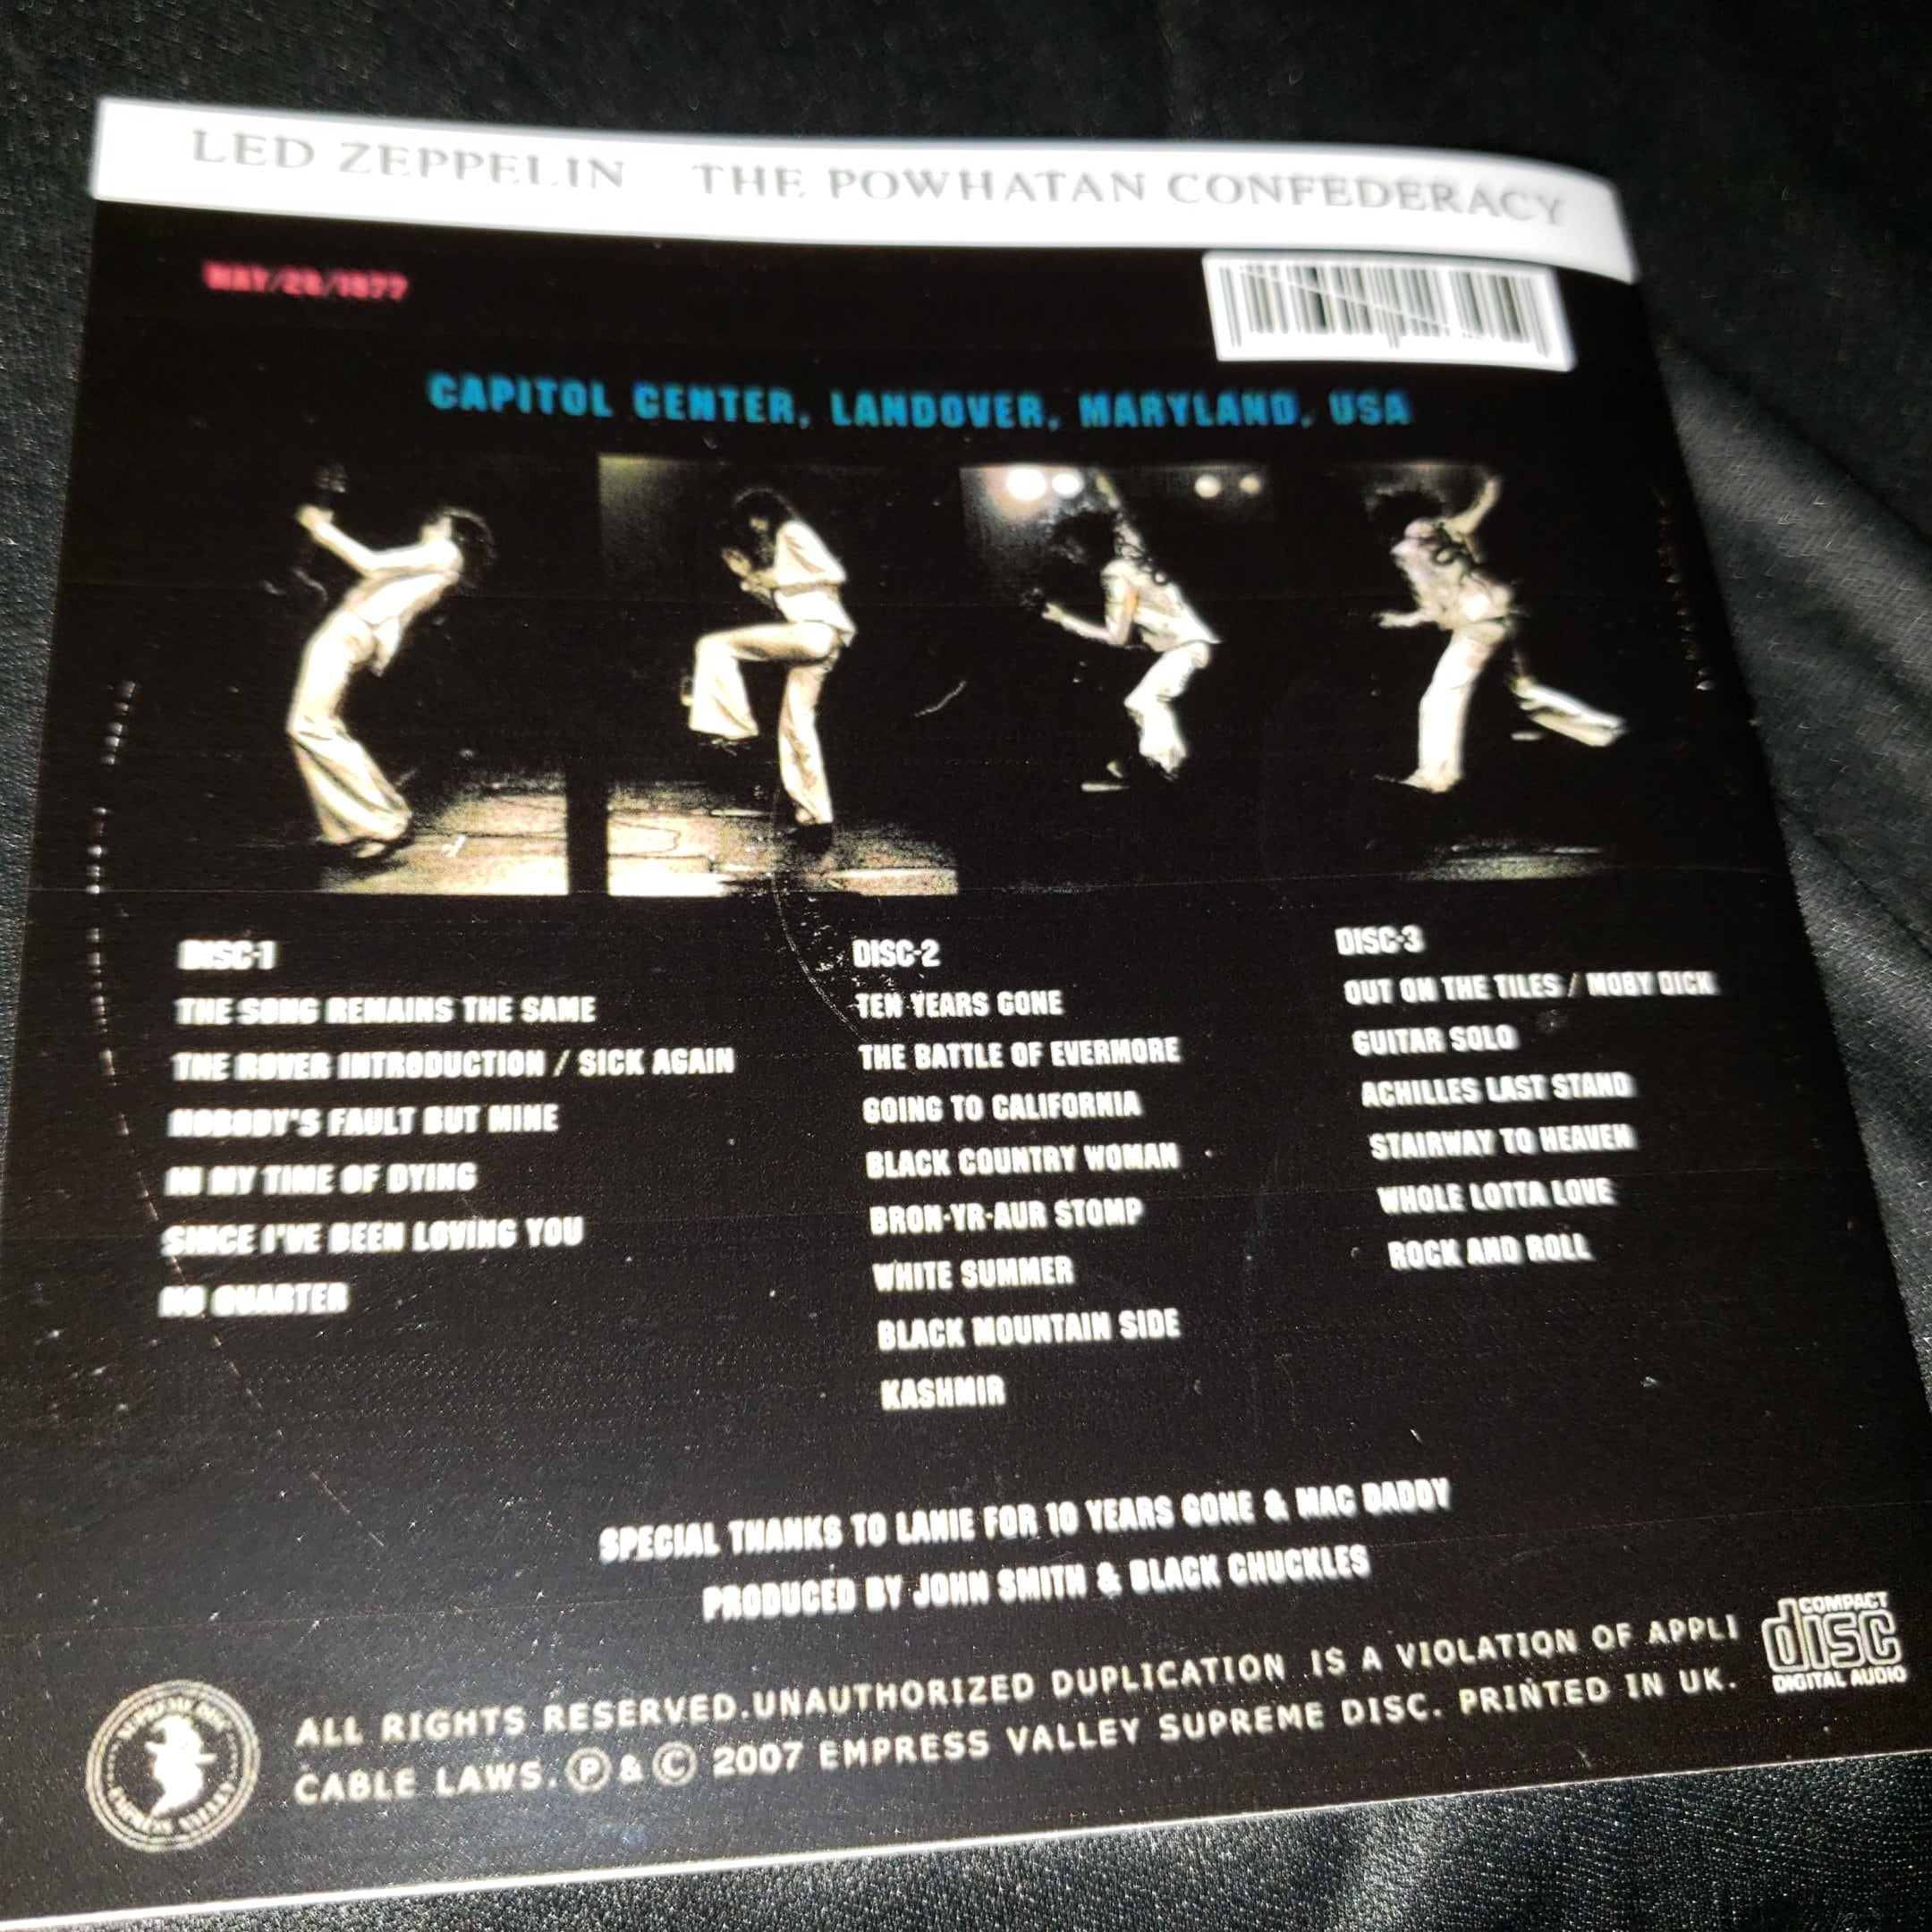 LED ZEPPELIN THE POWHATAN CONFEDERACY
CAPITOL CENTER, LANDOVER, MARYLAND, USA
DISC-1
THE SONG REMAINS THE SAME
THE ROVER INTRODUCTION / SICK AGAIN
NOBODY'S FAULT BUT MINE
IN MY TIME OF DYING
SINCE I'VE BEEN LOVING YOU
NO QUARTER
DISC-2
TEN YEARS GONE
THE BATTLE OF EVERMORE
GOING TO CALIFORNIA
BLACK COUNTRY WOMAN
BRON-YR-AUR STOMP
WHITE SUMMER
BLACK MOUNTAIN SIDE
KASHMIR
DISC-3
OUT ON THE TILES / MOBY DICK
GUITAR SOLO
ACHILLES LAST STAND
STAIRWAY TO HEAVEN
WHOLE LOTTA LOVE
ROCK AND ROLL
SPECIAL THANKS TO LANIE FOR 10 YEARS GONE & MAC DADDY
PRODUCED BY JOHN SMITH & BLACK CHUCKLES
ALL RIGHTS RESERVED.UNAUTHORIZED DUPLICATION IS A VIOLATION OF APPLI
CABLE LAWS. Ⓟ & © 2007 EMPRESS VALLEY SUPREME DISC. PRINTED IN UK.
COMPACT
disc
DIGITAL AUDIO
SUPREME DISC
EMPRESS VALLEY